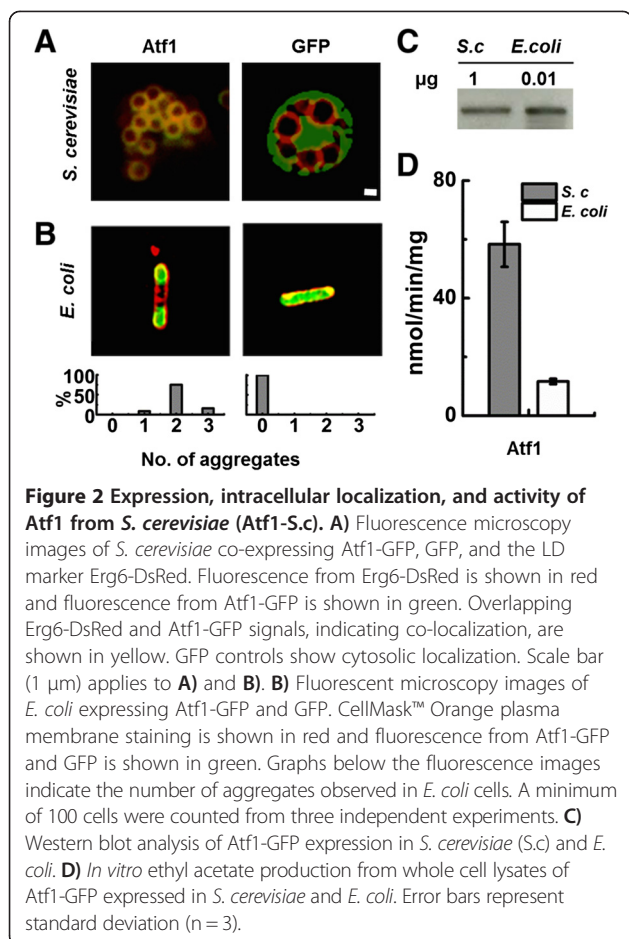 A
Atf1
GFP
S. cerevisiae
B
E. coli
100
50
0
%
0 1 2 3
0 1 2 3
No. of aggregates
C
S.c E.coli
µg 1 0.01
D
80
40
0
nmol/min/mg
S. c
E. coli
Atf1
Figure 2 Expression, intracellular localization, and activity of
Atf1 from S. cerevisiae (Atf1-S.c). A) Fluorescence microscopy
images of S. cerevisiae co-expressing Atf1-GFP, GFP, and the LD
marker Erg6-DsRed. Fluorescence from Erg6-DsRed is shown in red
and fluorescence from Atf1-GFP is shown in green. Overlapping
Erg6-DsRed and Atf1-GFP signals, indicating co-localization, are
shown in yellow. GFP controls show cytosolic localization. Scale bar
(1 µm) applies to A) and B). B) Fluorescent microscopy images of
E. coli expressing Atf1-GFP and GFP. CellMask™ Orange plasma
membrane staining is shown in red and fluorescence from Atf1-GFP
and GFP is shown in green. Graphs below the fluorescence images
indicate the number of aggregates observed in E. coli cells. A minimum
of 100 cells were counted from three independent experiments. C)
Western blot analysis of Atf1-GFP expression in S. cerevisiae (S.c) and E.
coli. D) In vitro ethyl acetate production from whole cell lysates of
Atf1-GFP expressed in S. cerevisiae and E. coli. Error bars represent
standard deviation (n = 3).